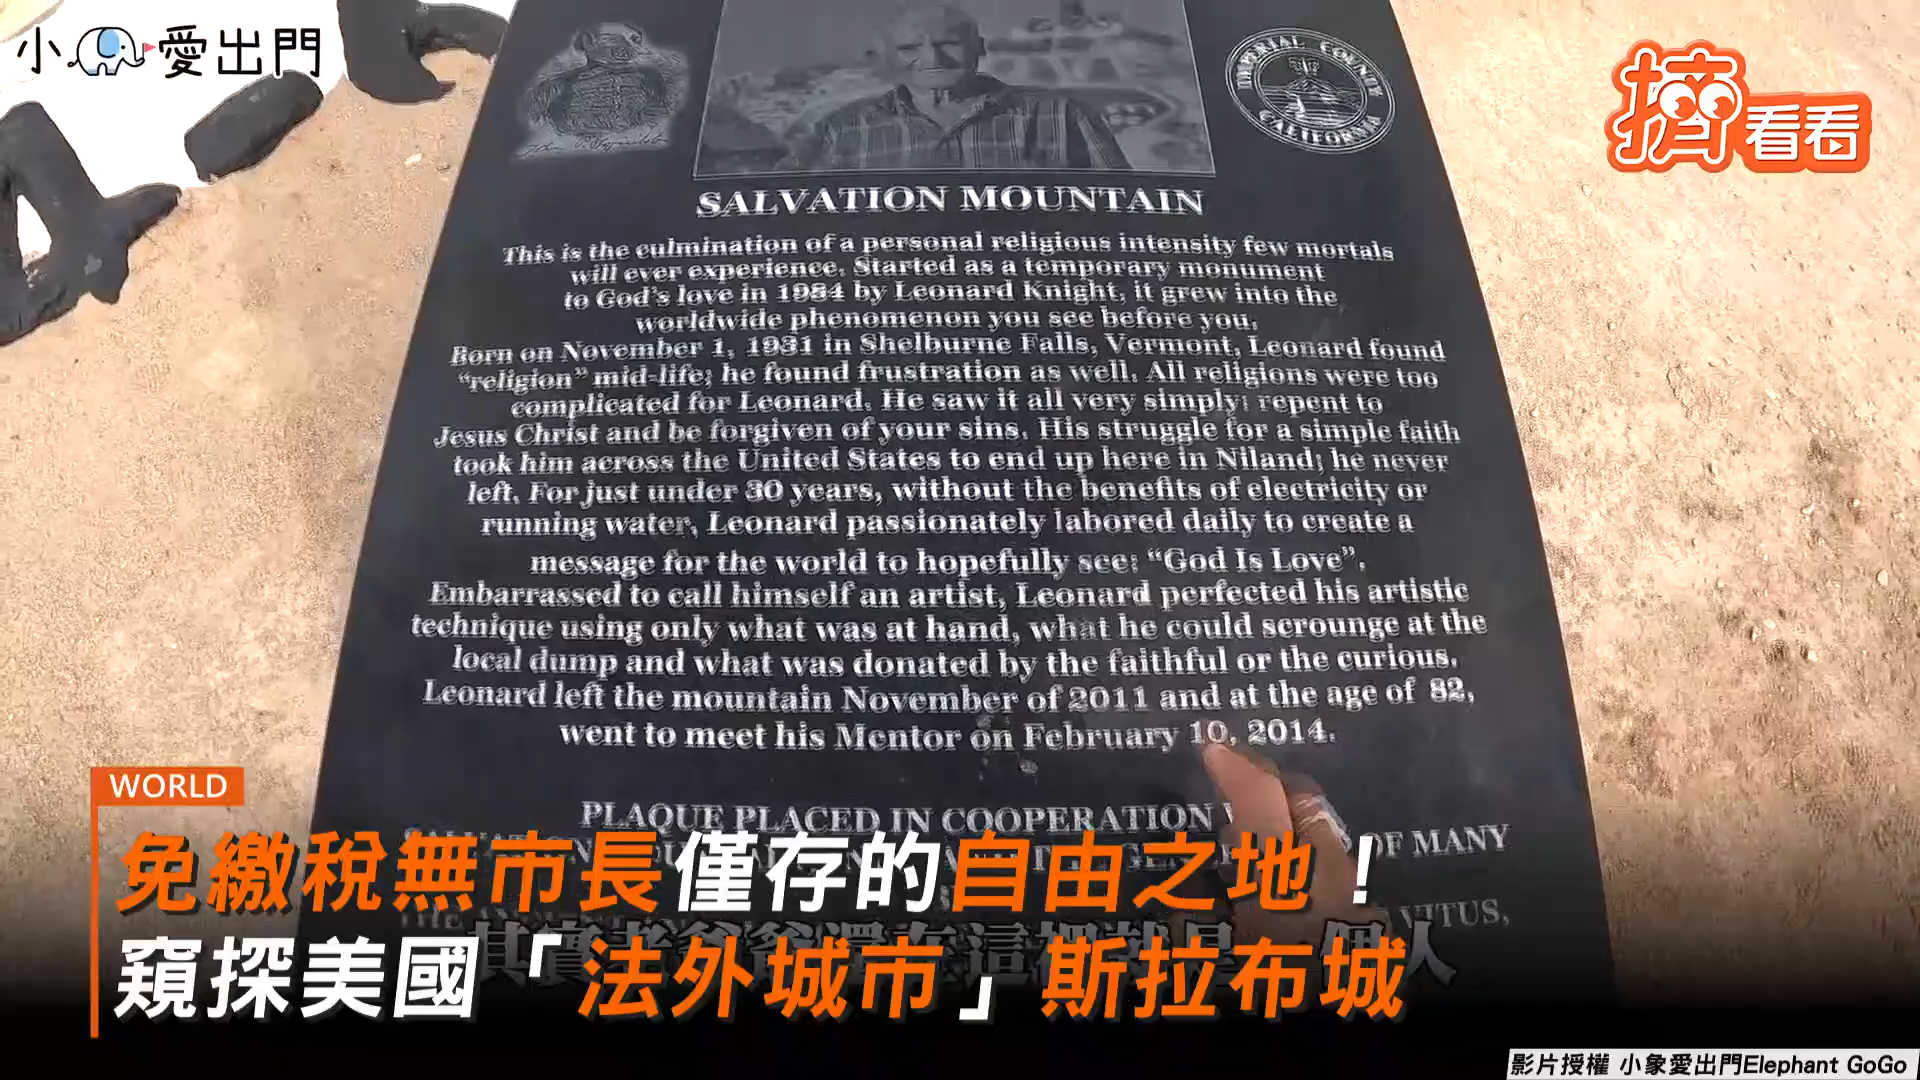 小愛出門
擠看看
IMPERIAL COUNTY
CALIFORNIA
SALVATION MOUNTAIN
This is the culmination of a personal religious intensity few mortals
will ever experience. Started as a temporary monument
to God's love in 1984 by Leonard Knight, it grew into the
worldwide phenomenon you see before you.
Born on November 1, 1931 in Shelburne Falls, Vermont, Leonard found
"religion" mid-life; he found frustration as well. All religions were too
complicated for Leonard. He saw it all very simply: repent to
Jesus Christ and be forgiven of your sins. His struggle for a simple faith
took him across the United States to end up here in Niland; he never
left. For just under 30 years, without the benefits of electricity or
running water, Leonard passionately labored daily to create a
message for the world to hopefully see: "God Is Love".
Embarrassed to call himself an artist, Leonard perfected his artistic
technique using only what was at hand, what he could scrounge at the
local dump and what was donated by the faithful or the curious.
Leonard left the mountain November of 2011 and at the age of 82,
went to meet his Mentor on February 10, 2014.
PLAQUE PLACED IN COOPERATION
OF MANY
VITUS,
WORLD
免繳稅無市長僅存的自由之地！
窺探美國「法外城市」斯拉布城
影片授權 小象愛出門Elephant GoGo